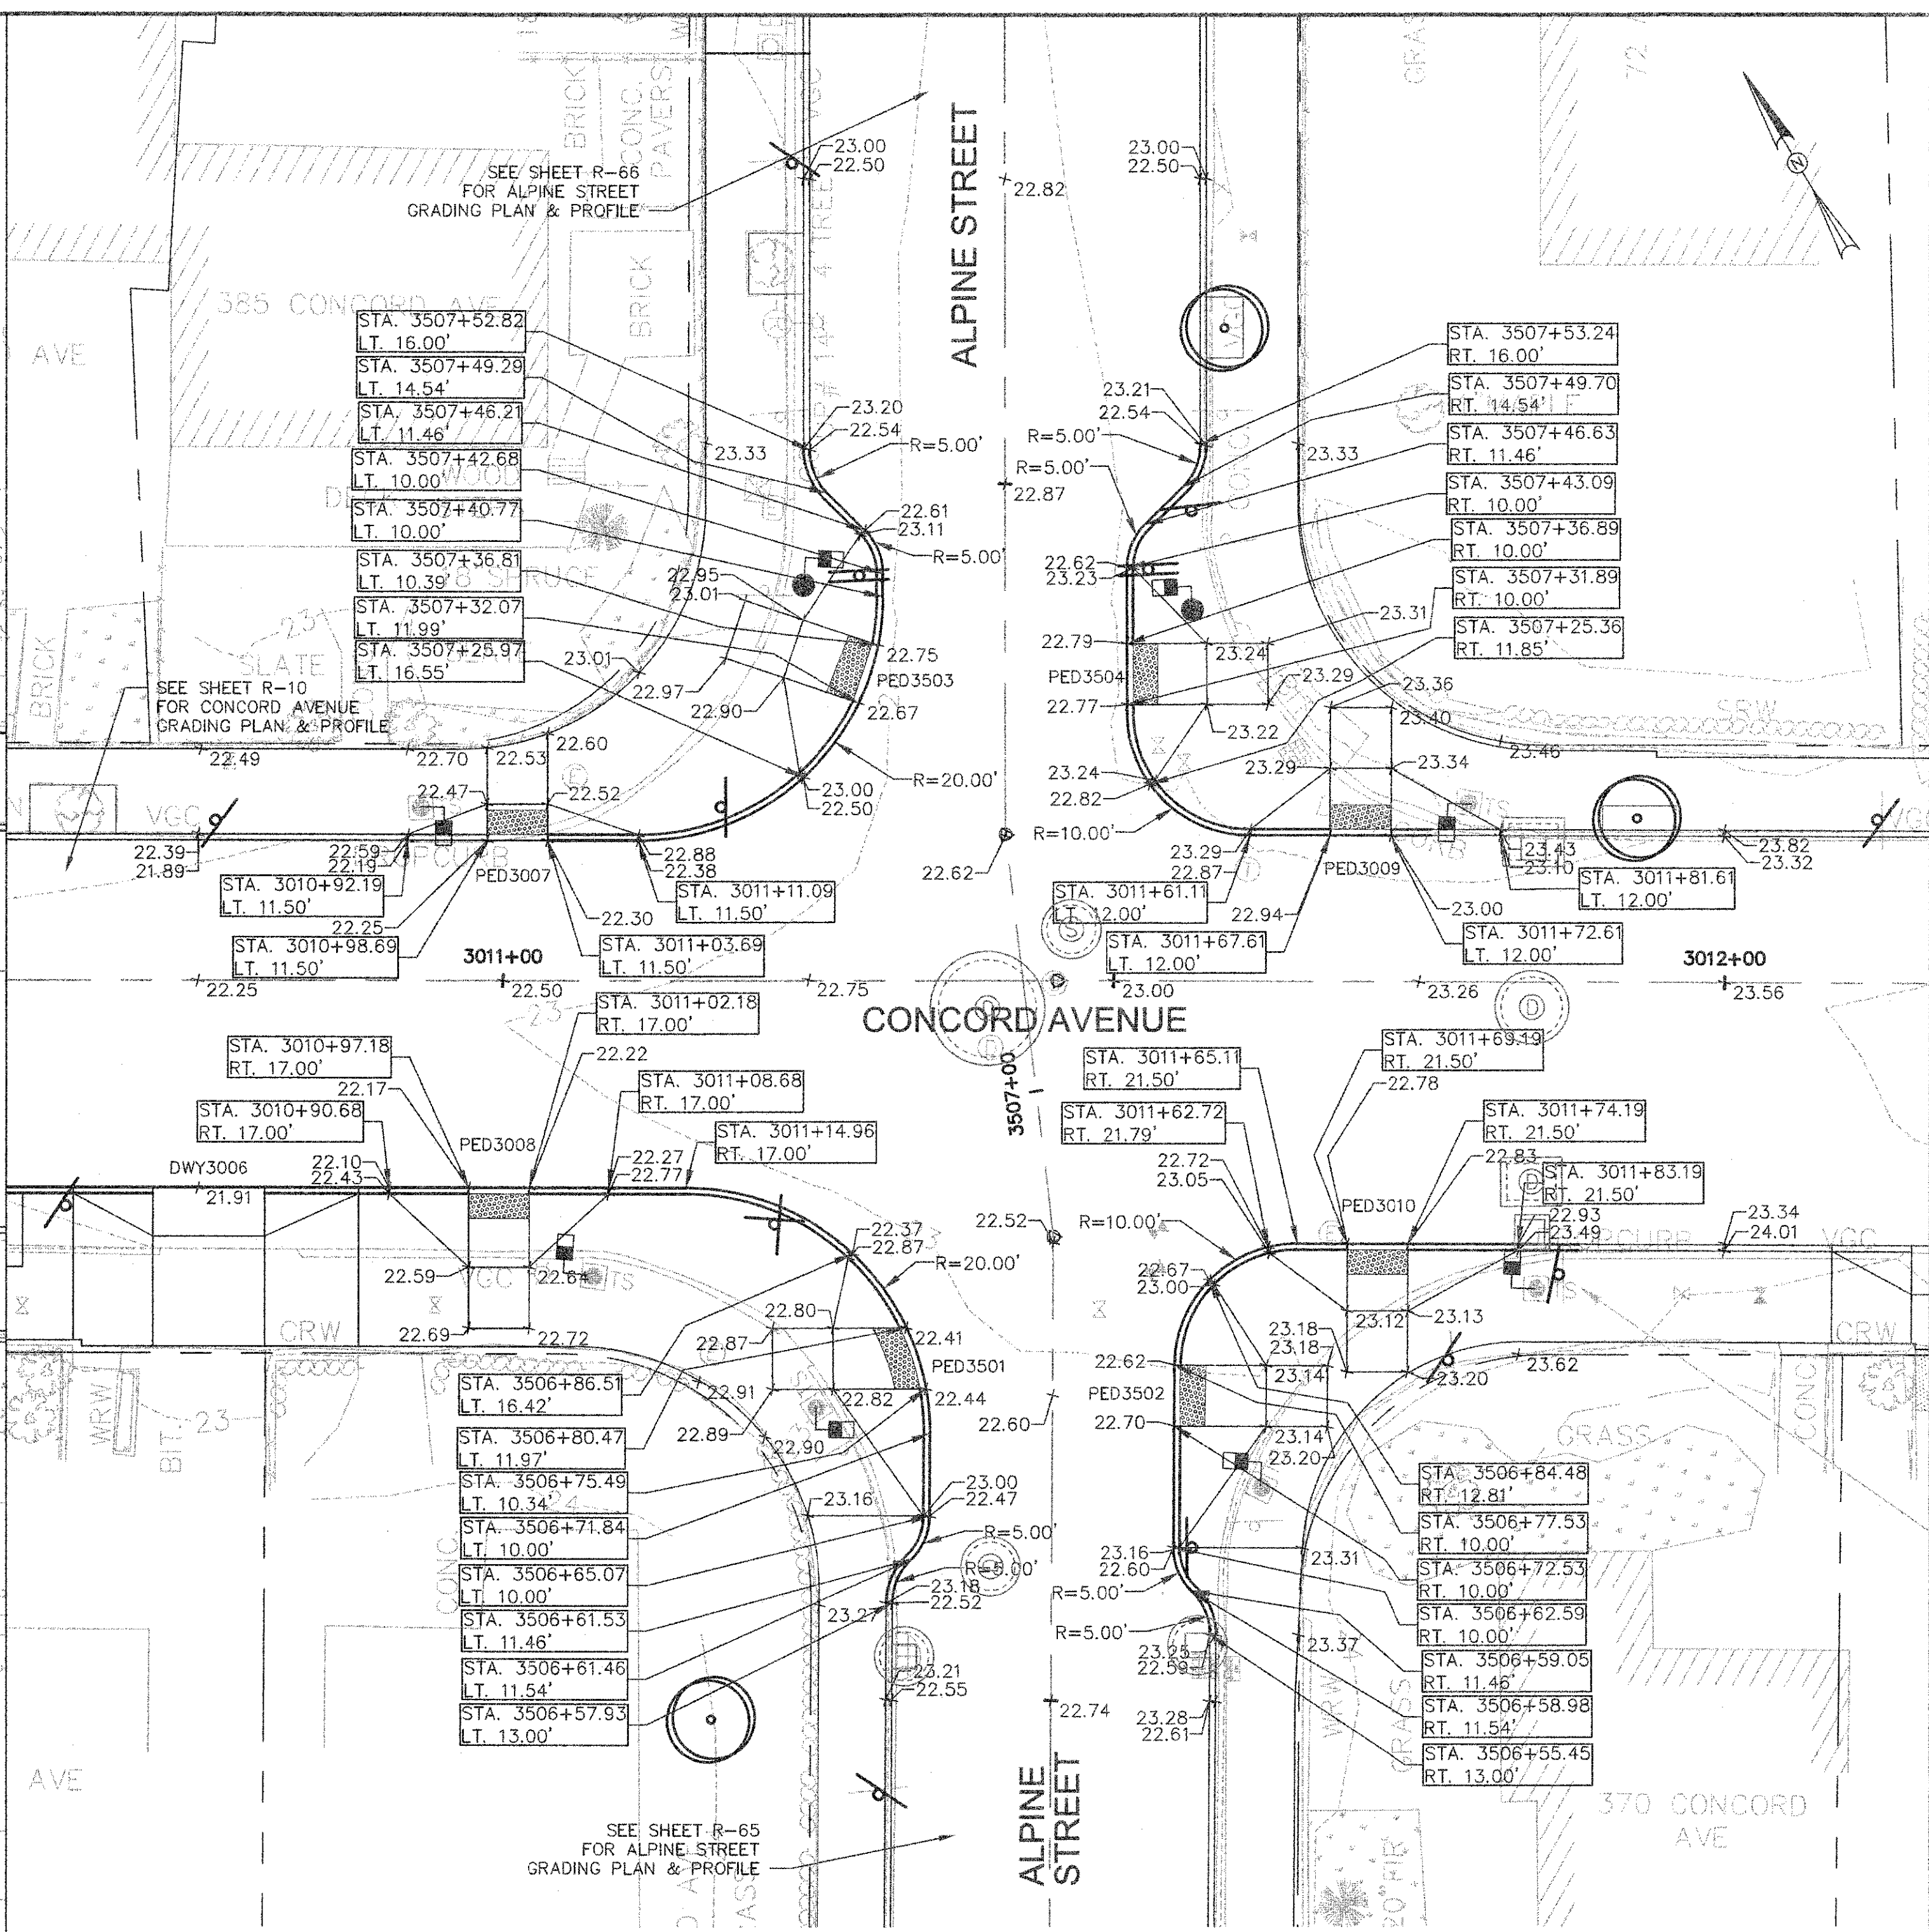 BRICK
CONC.
PAVERS
VGC
GRAS
72
SEE SHEET R-66
FOR ALPINE STREET
GRADING PLAN & PROFILE
ALPINE STREET
23.00
22.50
23.00
22.50
22.82
N
385 CONCORD AVE
AVE
BRICK
STA. 3507+52.82
LT. 16.00'
STA. 3507+49.29
LT. 14.54'
STA. 3507+46.21
LT. 11.46'
STA. 3507+42.68
LT. 10.00'
STA. 3507+40.77
LT. 10.00'
STA. 3507+36.81
LT. 10.39'
STA. 3507+32.07
LT. 11.99'
STA. 3507+25.97
LT. 16.55'
WOOD
8" SPRUCE
23.20
22.54
R=5.00'
23.33
22.61
23.11
R=5.00'
22.95
23.01
23.01
22.97
22.90
22.75
PED3503
22.67
R=20.00'
23.00
22.50
22.87
23.21
22.54
R=5.00'
R=5.00'
STA. 3507+53.24
RT. 16.00'
STA. 3507+49.70
RT. 14.54'
STA. 3507+46.63
RT. 11.46'
STA. 3507+43.09
RT. 10.00'
STA. 3507+36.89
RT. 10.00'
STA. 3507+31.89
RT. 10.00'
STA. 3507+25.36
RT. 11.85'
CONC
23.33
22.62
23.23
23.31
22.79
23.24
PED3504
23.29
22.77
23.36
23.40
23.22
SRW
23.46
23.24
22.82
23.29
23.34
R=10.00'
BRICK
SLATE
23
SEE SHEET R-10
FOR CONCORD AVENUE
GRADING PLAN & PROFILE
22.49
22.70
22.53
22.60
22.47
22.52
VGC
TS
22.39
21.89
22.59
22.19
PED3007
22.88
22.38
STA. 3010+92.19
LT. 11.50'
22.25
STA. 3010+98.69
LT. 11.50'
22.30
STA. 3011+11.09
LT. 11.50'
STA. 3011+03.69
LT. 11.50'
22.62
23.29
22.87
PED3009
23.43
23.10
23.82
23.32
STA. 3011+61.11
LT. 12.00'
22.94
STA. 3011+67.61
LT. 12.00'
23.00
STA. 3011+72.61
LT. 12.00'
STA. 3011+81.61
LT. 12.00'
S
3011+00
3012+00
22.25
22.50
22.75
23.00
23.26
23.56
D
D
CONCORD AVENUE
3507+00
23
STA. 3011+02.18
RT. 17.00'
STA. 3010+97.18
RT. 17.00'
22.22
22.17
STA. 3011+08.68
RT. 17.00'
STA. 3010+90.68
RT. 17.00'
PED3008
STA. 3011+14.96
RT. 17.00'
DWY3006
22.10
22.43
22.27
22.77
21.91
STA. 3011+65.11
RT. 21.50'
STA. 3011+69.19
RT. 21.50'
22.78
STA. 3011+62.72
RT. 21.79'
STA. 3011+74.19
RT. 21.50'
22.72
23.05
22.83
STA. 3011+83.19
RT. 21.50'
D
PED3010
22.52
R=10.00'
22.93
23.49
23.34
24.01
VGC
22.37
22.87
R=20.00'
22.59
VGC
22.64
TS
22.67
23.00
TS
CRW
22.69
22.72
22.80
22.87
22.41
PED3501
22.91
22.82
22.44
22.89
22.90
23.12
23.13
23.18
23.18
22.62
23.14
23.20
23.62
CRW
PED3502
22.60
22.70
23.14
23.20
GRASS
CONC
WRW
BIT.
23
24
CONC
STA. 3506+86.51
LT. 16.42'
STA. 3506+80.47
LT. 11.97'
STA. 3506+75.49
LT. 10.34'
STA. 3506+71.84
LT. 10.00'
STA. 3506+65.07
LT. 10.00'
STA. 3506+61.53
LT. 11.46'
STA. 3506+61.46
LT. 11.54'
STA. 3506+57.93
LT. 13.00'
23.00
22.47
23.16
R=5.00'
R=5.00'
23.18
22.52
23.27
23.21
22.55
23.16
22.60
23.31
R=5.00'
R=5.00'
23.25
22.59
23.37
22.74
23.28
22.61
STA. 3506+84.48
RT. 12.81'
STA. 3506+77.53
RT. 10.00'
STA. 3506+72.53
RT. 10.00'
STA. 3506+62.59
RT. 10.00'
STA. 3506+59.05
RT. 11.46'
STA. 3506+58.98
RT. 11.54'
STA. 3506+55.45
RT. 13.00'
WRW
GRASS
AVE
370 CONCORD
AVE
SEE SHEET R-65
FOR ALPINE STREET
GRADING PLAN & PROFILE
ALPINE
STREET
20"FIR